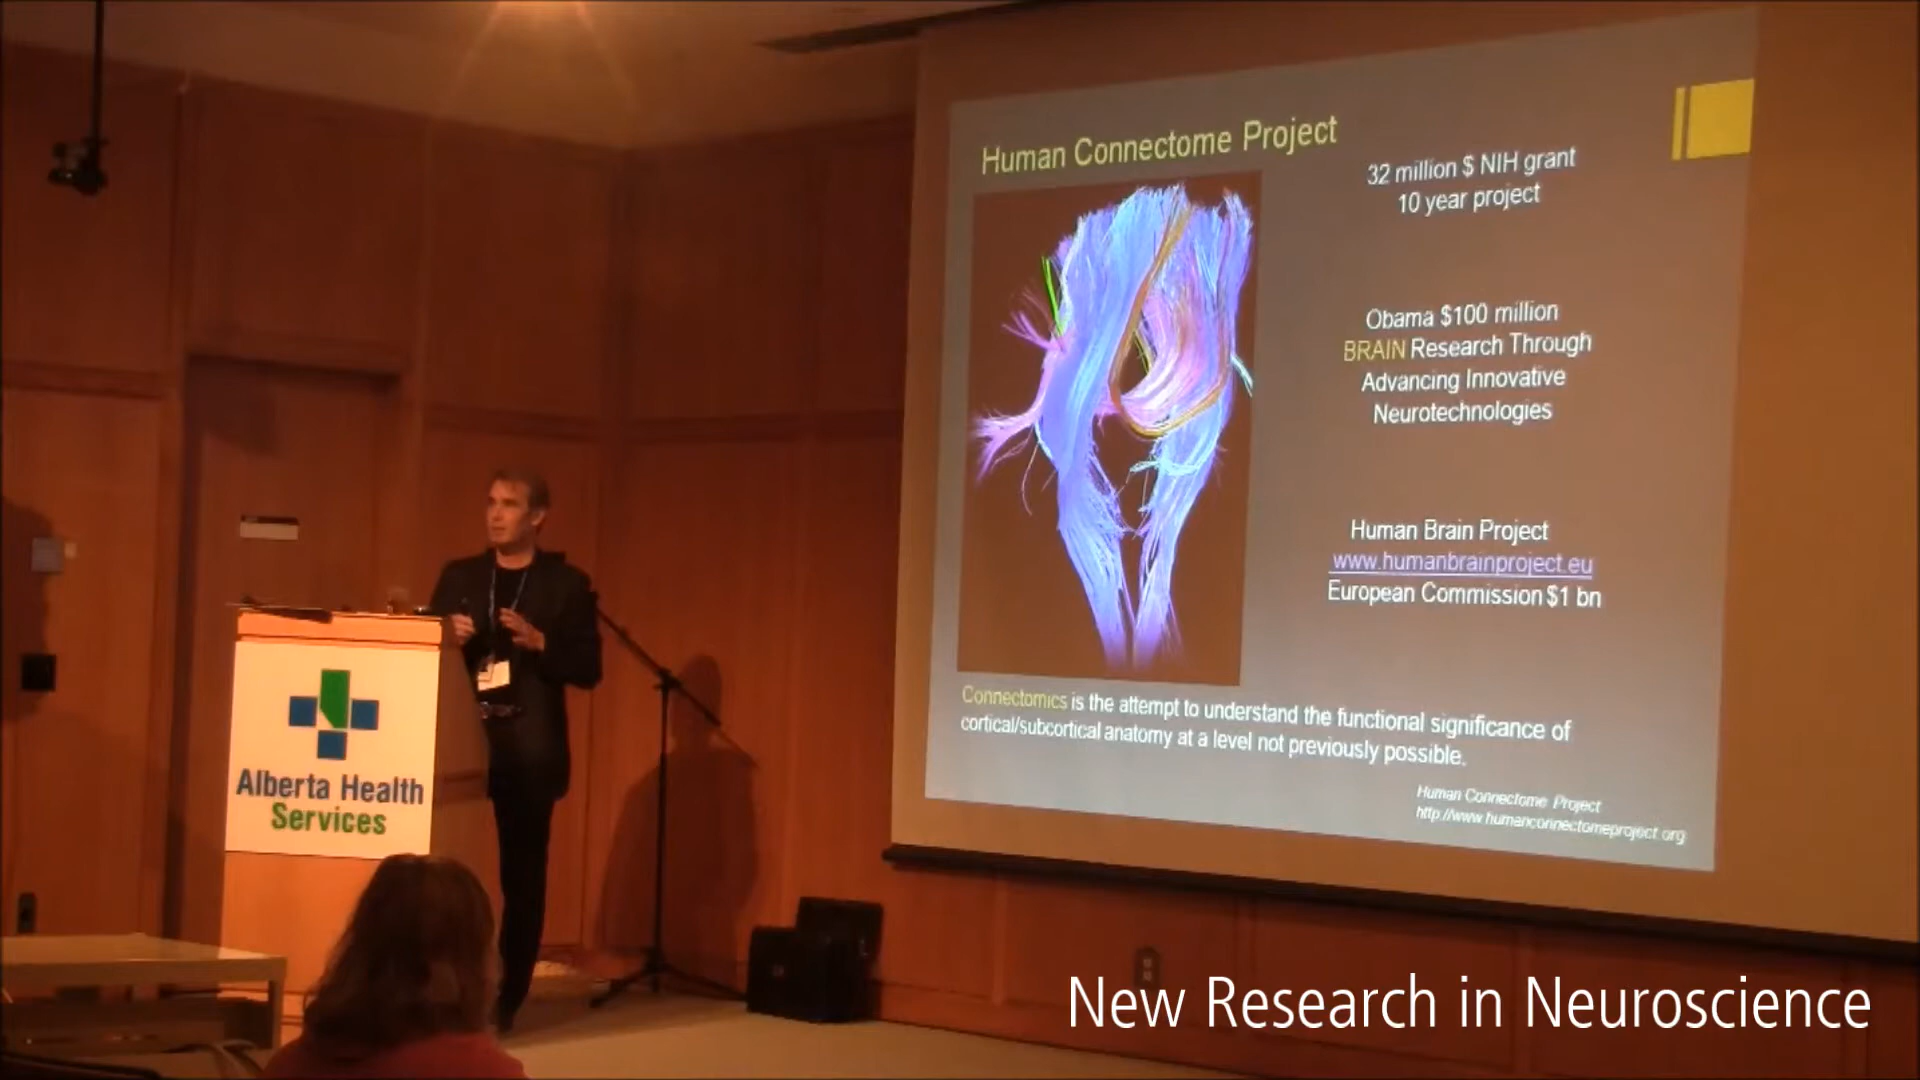 Human Connectome Project
32 million $ NIH grant
10 year project
Obama $100 million
BRAIN Research Through
Advancing Innovative
Neurotechnologies
Human Brain Project
www.humanbrainproject.eu
European Commission $1 bn
Connectomics is the attempt to understand the functional significance of
cortical/subcortical anatomy at a level not previously possible.
Human Connectome Project
http://www.humanconnectomeproject.org
Alberta Health
Services
New Research in Neuroscience